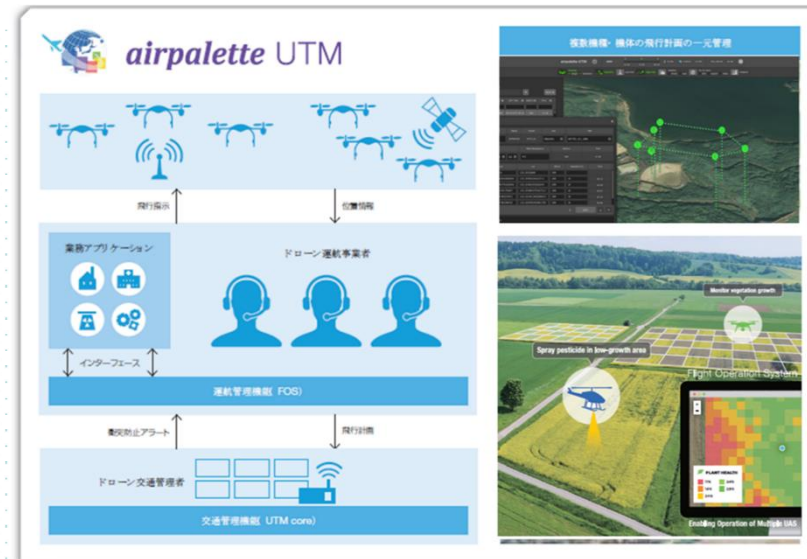 airpalette UTM
飛行指示
位置情報
業務アプリケーション
ドローン運航事業者
インターフェース
運航管理機能( FOS)
衝突防止アラート
飛行計画
ドローン交通管理者
交通管理機能( UTM core)
複数機種・機体の飛行計画の一元管理
airpalette UTM
Monitor vegetation growth
Spray pesticide in low-growth area
Flight Operation System
PLANT HEALTH
Enabling Operation of Multiple UAS